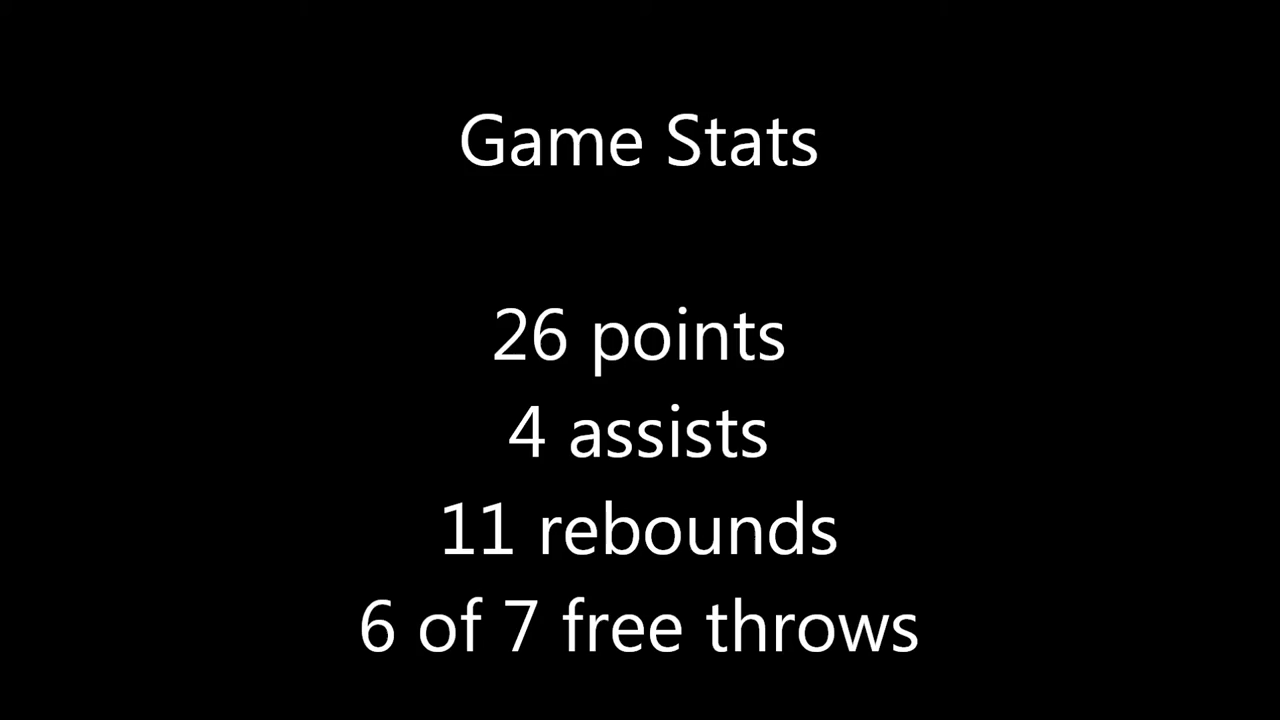 Game Stats
26 points
4 assists
11 rebounds
6 of 7 free throws